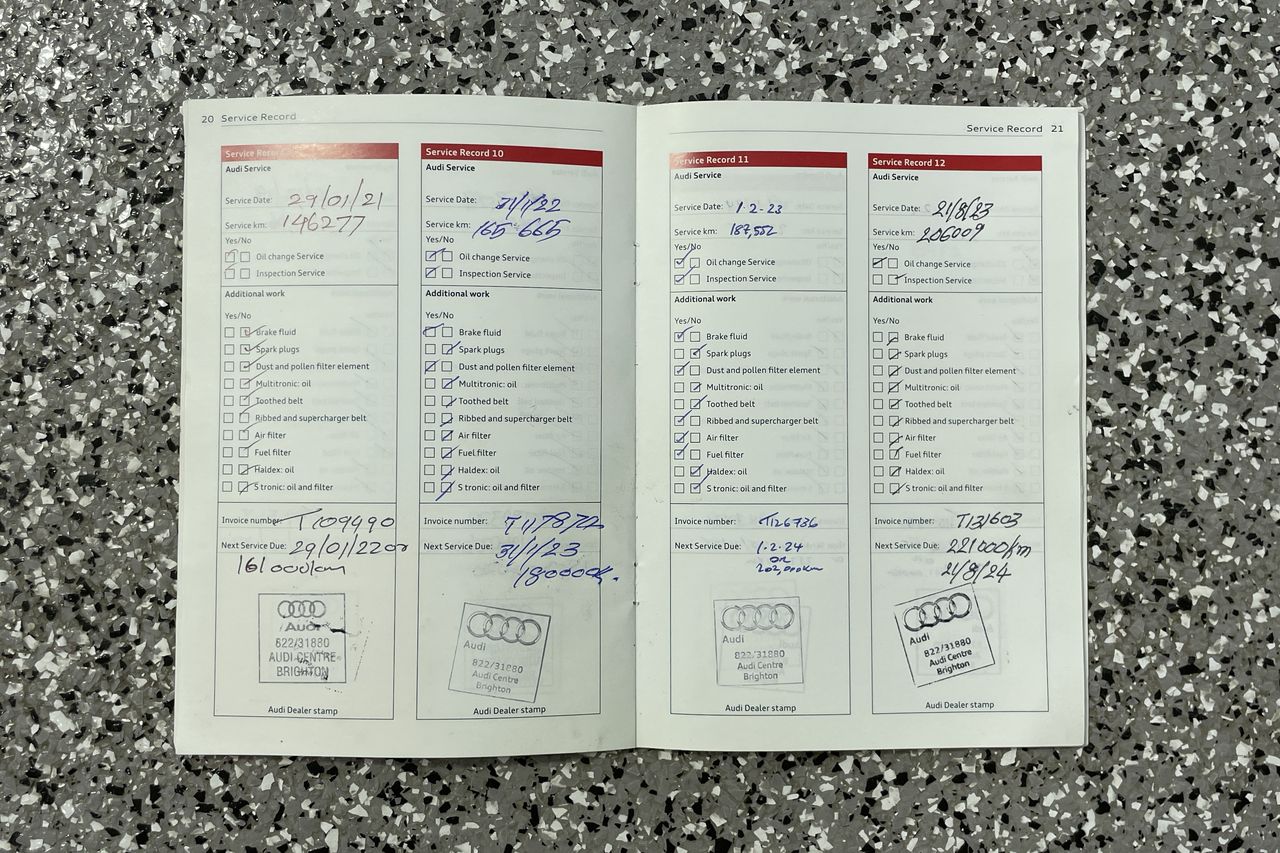 20 Service Record
Service Record
Audi Service
Service Date: 29/01/21
Service km: 146277
Yes/No
Oil change Service
Inspection Service
Additional work
Yes/No
Brake fluid
Spark plugs
Dust and pollen filter element
Multitronic: oil
Toothed belt
Ribbed and supercharger belt
Air filter
Fuel filter
Haldex: oil
S tronic: oil and filter
Invoice number: T109490
Next Service Due: 29/01/22 or
161000km
Audi
822/31880
AUDI CENTRE
BRIGHTON
Audi Dealer stamp
Service Record 10
Audi Service
Service Date: 31/1/22
Service km: 165 665
Yes/No
Oil change Service
Inspection Service
Additional work
Yes/No
Brake fluid
Spark plugs
Dust and pollen filter element
Multitronic: oil
Toothed belt
Ribbed and supercharger belt
Air filter
Fuel filter
Haldex: oil
S tronic: oil and filter
Invoice number: T117872
Next Service Due: 31/1/23
180000k.
Audi
822/31880
Audi Centre
Brighton
Audi Dealer stamp
Service Record 21
Service Record 11
Audi Service
Service Date: 1-2-23
Service km: 187,552
Yes/No
Oil change Service
Inspection Service
Additional work
Yes/No
Brake fluid
Spark plugs
Dust and pollen filter element
Multitronic: oil
Toothed belt
Ribbed and supercharger belt
Air filter
Fuel filter
Haldex: oil
S tronic: oil and filter
Invoice number: T126736
Next Service Due: 1-2-24
OR
202,000km
Audi
822/31880
Audi Centre
Brighton
Audi Dealer stamp
Service Record 12
Audi Service
Service Date: 21/8/23
Service km: 206009
Yes/No
Oil change Service
Inspection Service
Additional work
Yes/No
Brake fluid
Spark plugs
Dust and pollen filter element
Multitronic: oil
Toothed belt
Ribbed and supercharger belt
Air filter
Fuel filter
Haldex: oil
S tronic: oil and filter
Invoice number: T131603
Next Service Due: 221000km
21/8/24
Audi
822/31880
Audi Centre
Brighton
Audi Dealer stamp